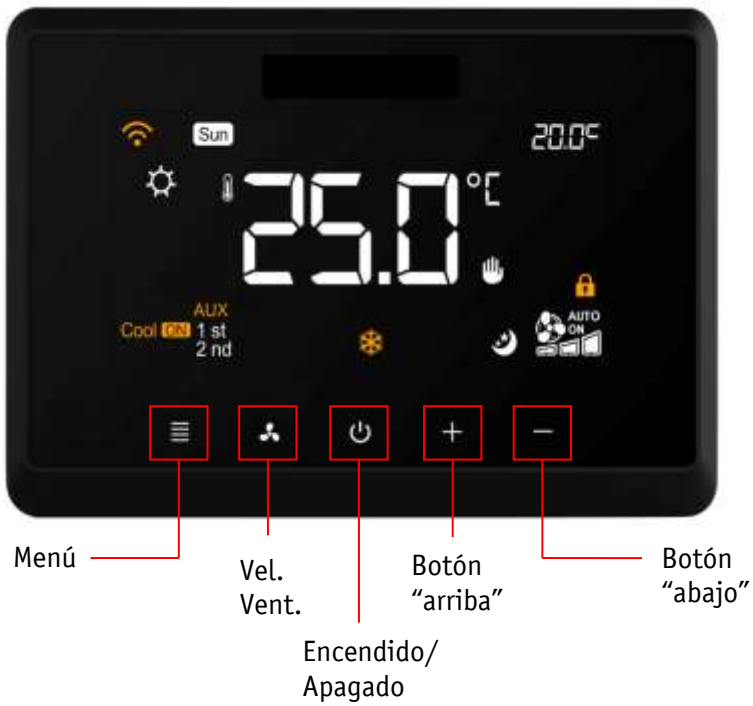 Sun
20.0c
25.0°C
AUX
Cool ON 1 st
2 nd
AUTO
ON
Menú
Vel.
Vent.
Encendido/
Apagado
Botón
“arriba”
Botón
“abajo”